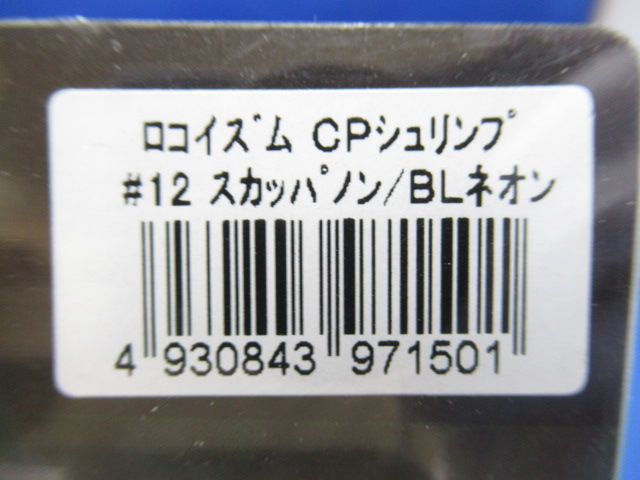 ﾛｺｲｽﾞﾑ CPｼｭﾘﾝﾌﾟ
#12 ｽｶｯﾊﾟﾉﾝ/BLﾈｵﾝ
4 930843 971501